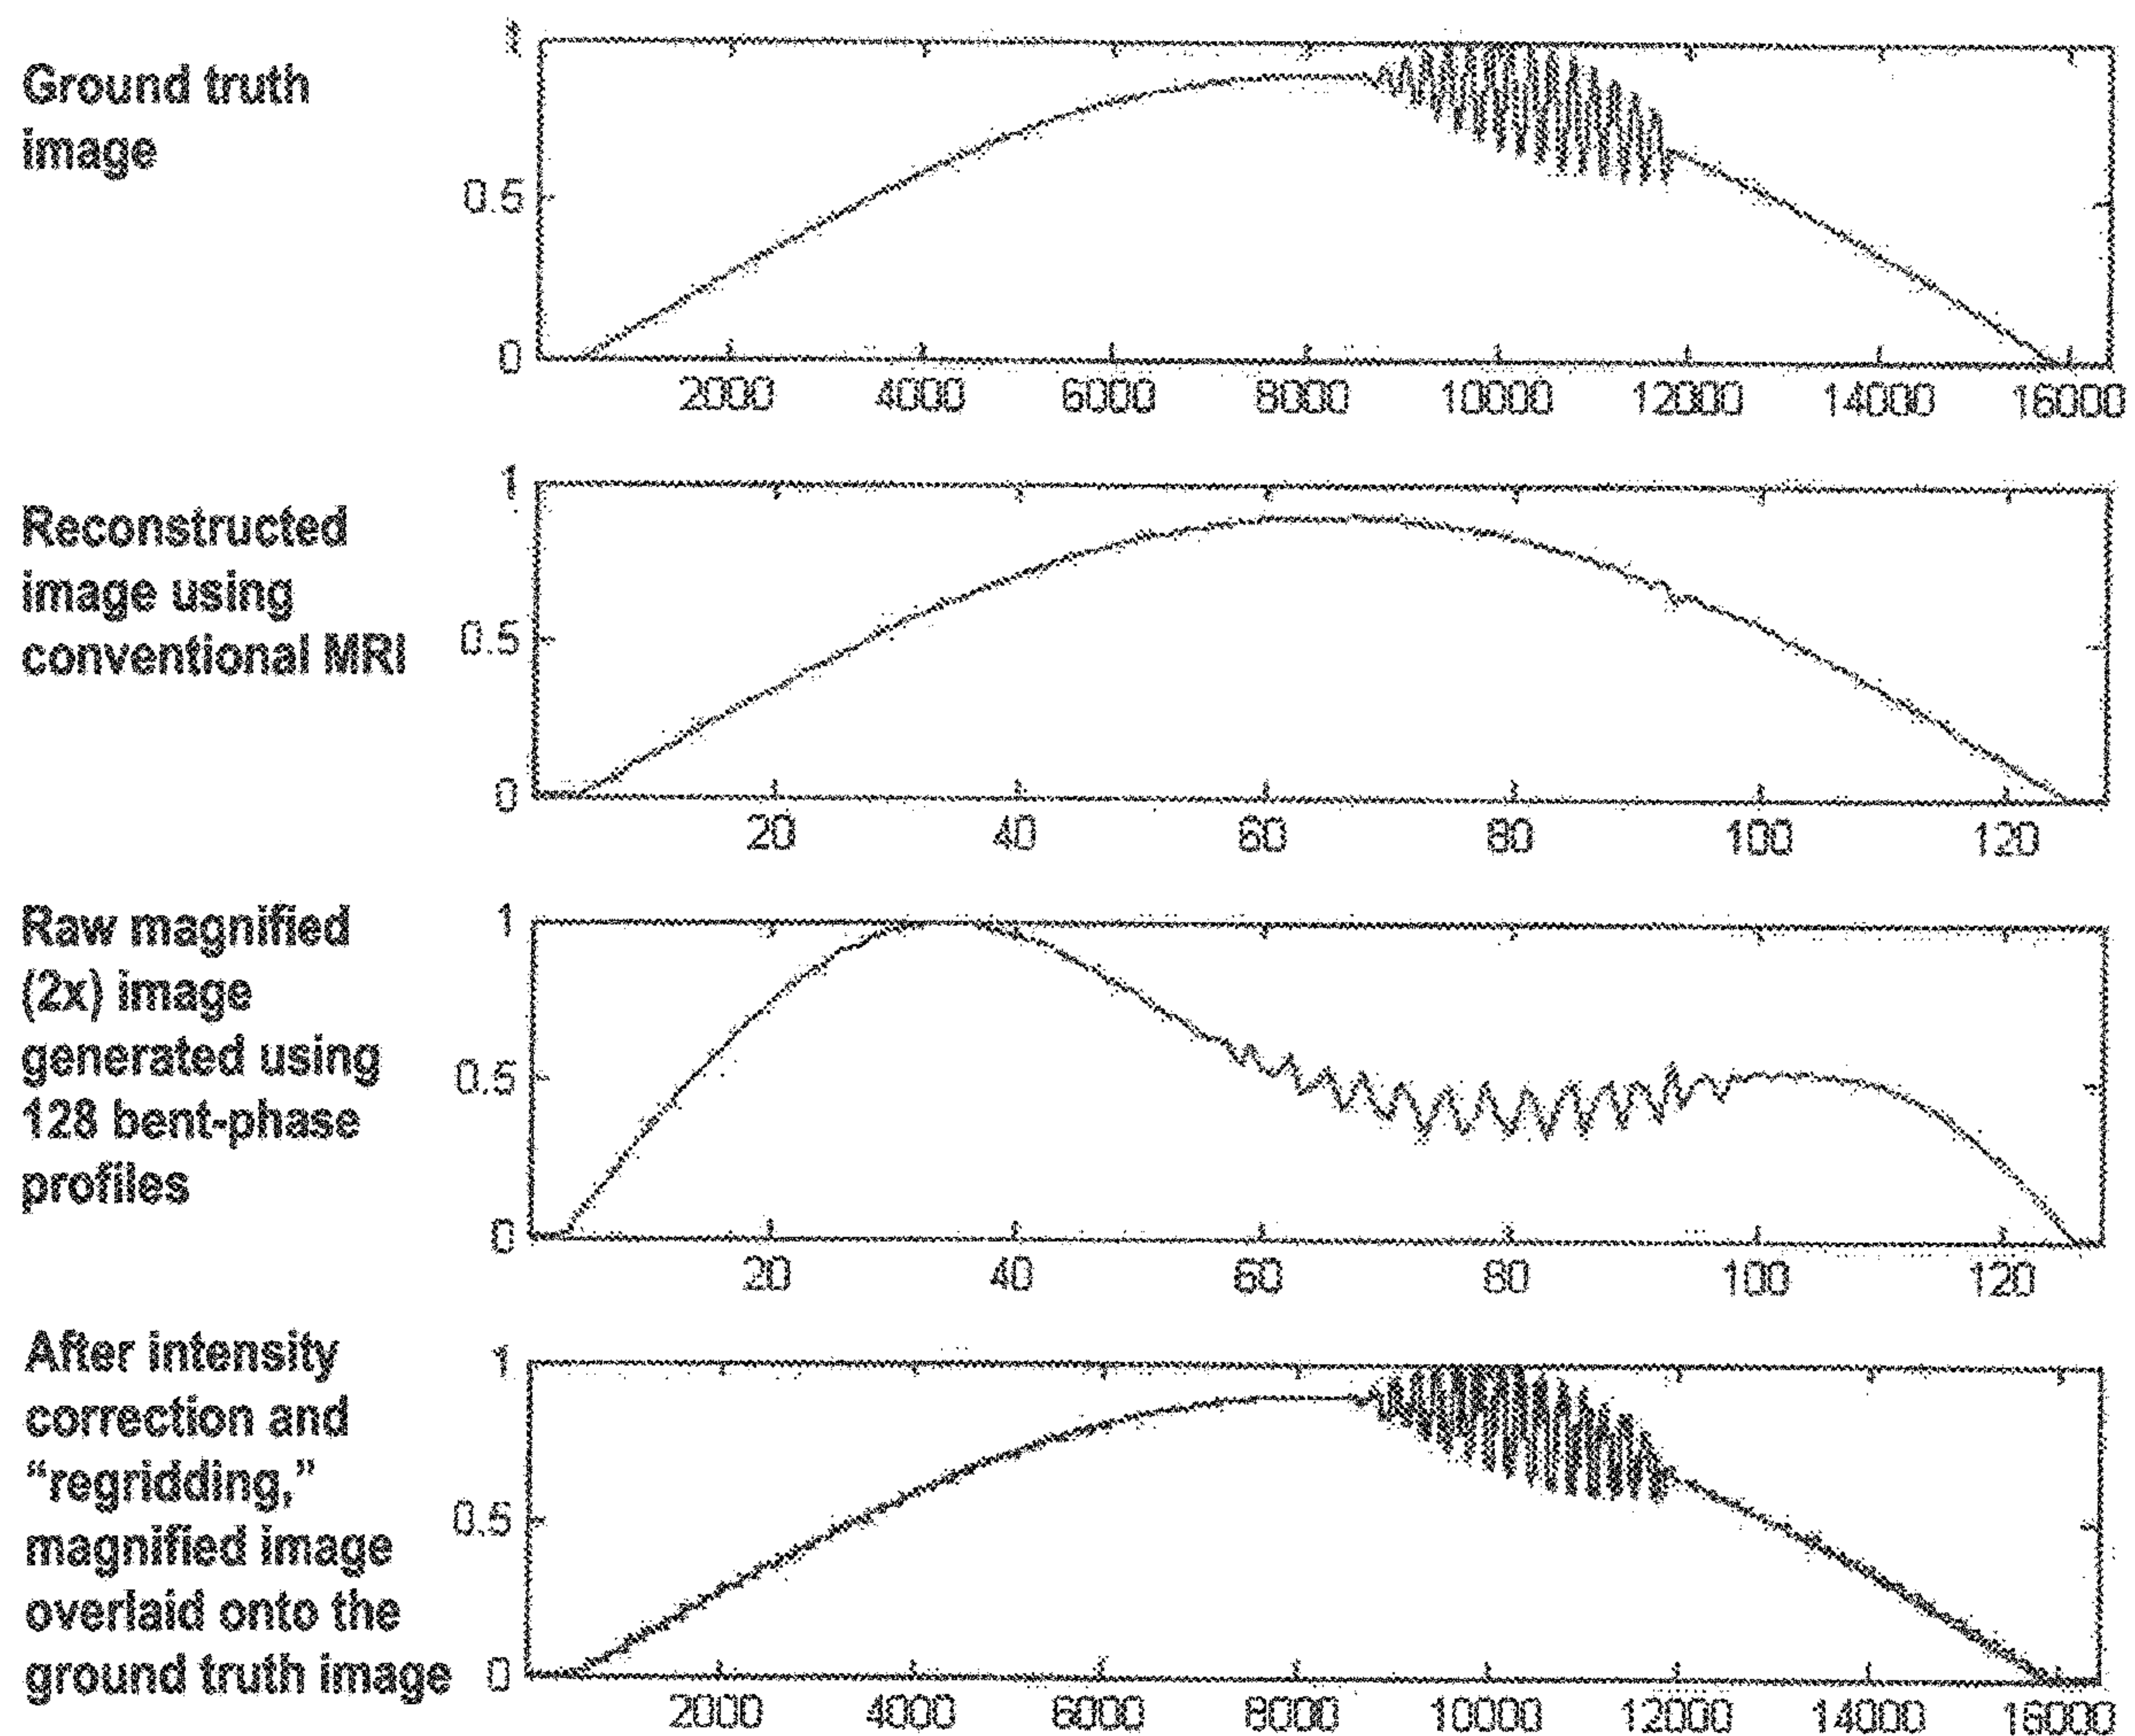 Ground truth
image
1
0.5
0
2000 4000 6000 8000 10000 12000 14000 16000
Reconstructed
image using
conventional MRI
1
0.5
0
20 40 60 80 100 120
Raw magnified
(2x) image
generated using
128 bent-phase
profiles
1
0.5
0
20 40 60 80 100 120
After intensity
correction and
“regridding,”
magnified image
overlaid onto the
ground truth image
1
0.5
0
2000 4000 6000 8000 10000 12000 14000 16000